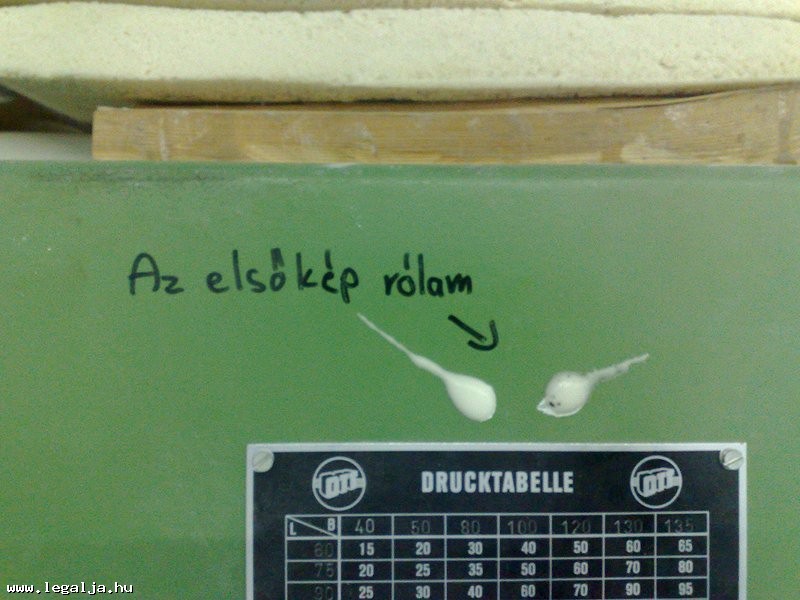 Az elsőkép rólam
OTT DRUCKTABELLE OTT
L B 40 50 80 100 120 130 135
60 15 20 30 40 50 60 65
75 20 25 35 50 60 70 80
90 25 30 40 60 70 90 95
www.legalja.hu